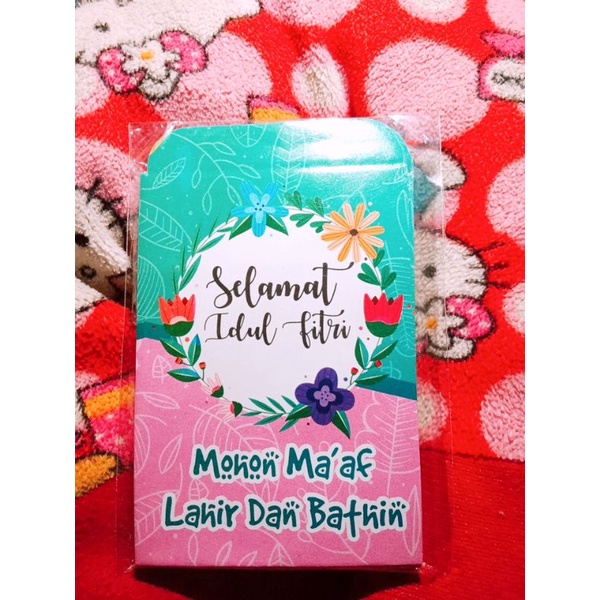 Selamat
Idul fitri
Mohon Ma'af
Lahir Dan Bathin